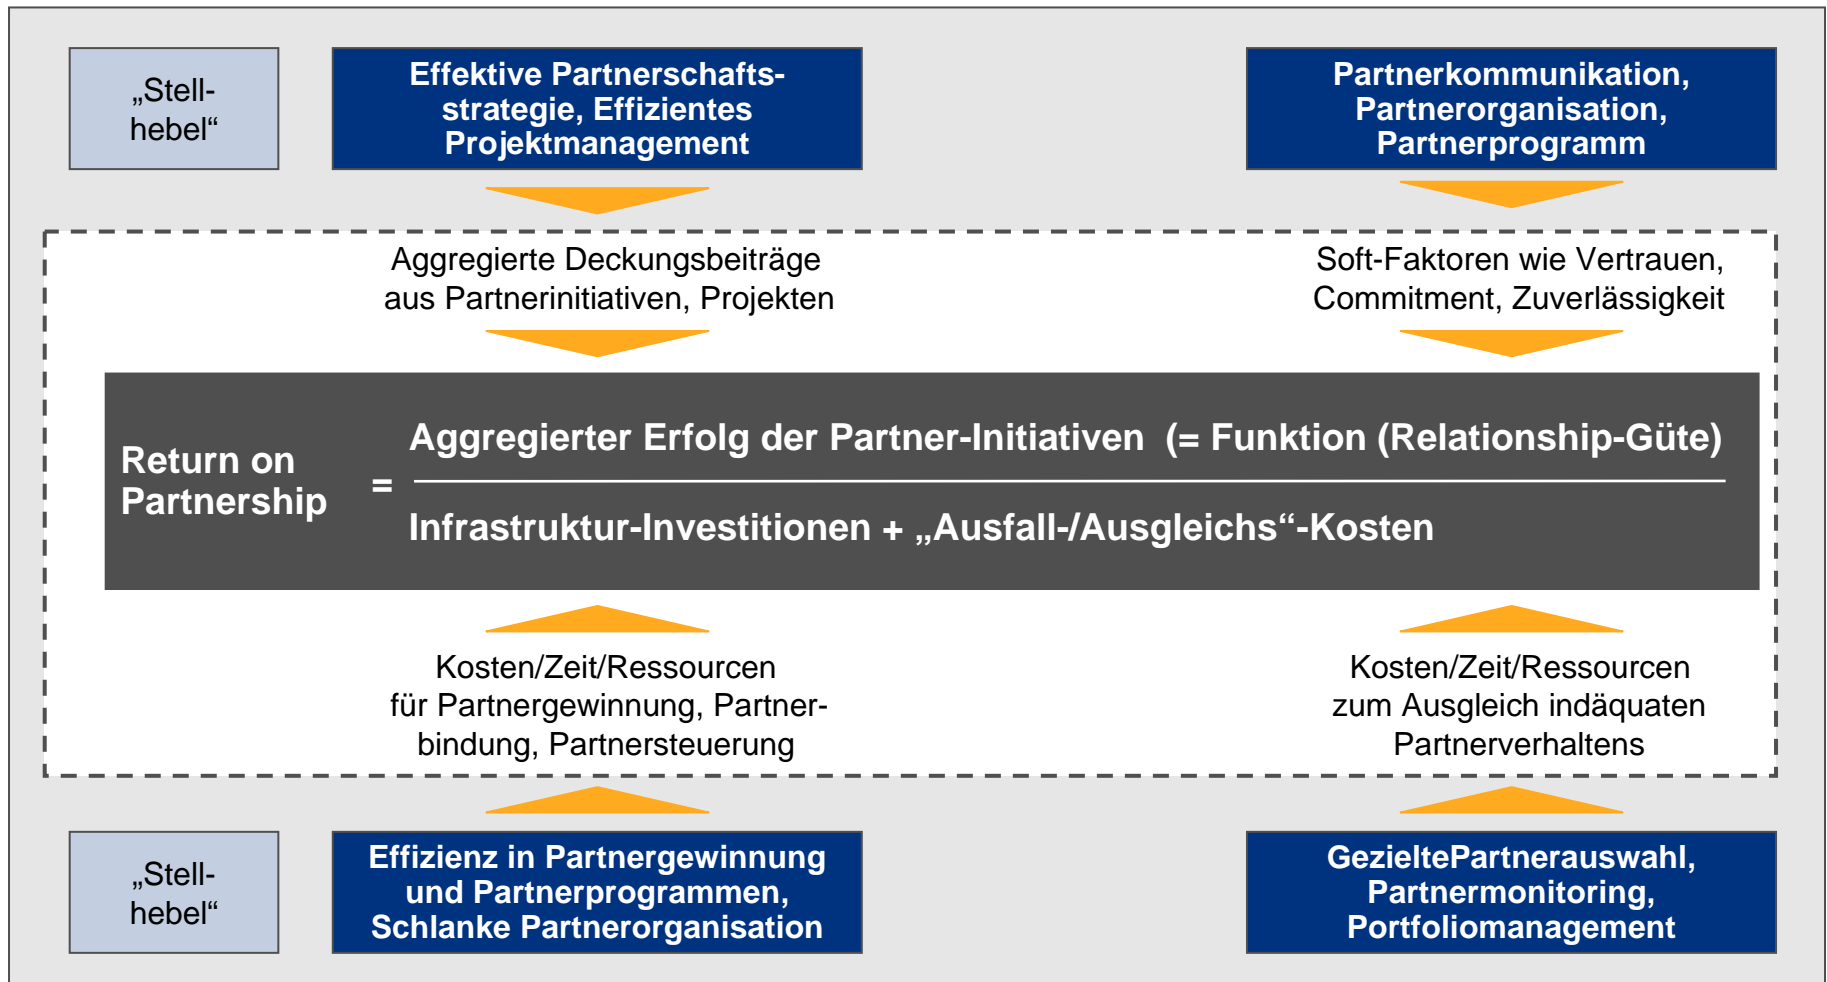 „Stell-
hebel“
Effektive Partnerschafts-
strategie, Effizientes
Projektmanagement
Partnerkommunikation,
Partnerorganisation,
Partnerprogramm
Aggregierte Deckungsbeiträge
aus Partnerinitiativen, Projekten
Soft-Faktoren wie Vertrauen,
Commitment, Zuverlässigkeit
Return on
Partnership
=
Aggregierter Erfolg der Partner-Initiativen (= Funktion (Relationship-Güte)
Infrastruktur-Investitionen + „Ausfall-/Ausgleichs“-Kosten
Kosten/Zeit/Ressourcen
für Partnergewinnung, Partner-
bindung, Partnersteuerung
Kosten/Zeit/Ressourcen
zum Ausgleich indäquaten
Partnerverhaltens
„Stell-
hebel“
Effizienz in Partnergewinnung
und Partnerprogrammen,
Schlanke Partnerorganisation
GezieltePartnerauswahl,
Partnermonitoring,
Portfoliomanagement